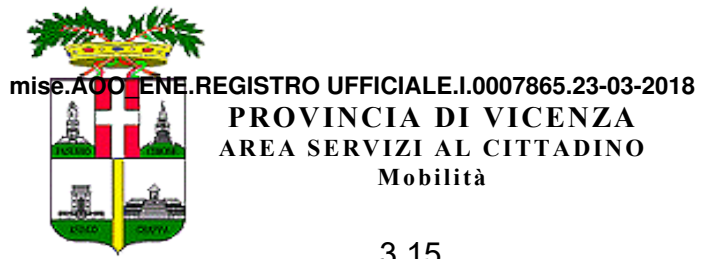 mise.AOO_ENE.REGISTRO UFFICIALE.I.0007865.23-03-2018
PROVINCIA DI VICENZA
AREA SERVIZI AL CITTADINO
Mobilità
3.15